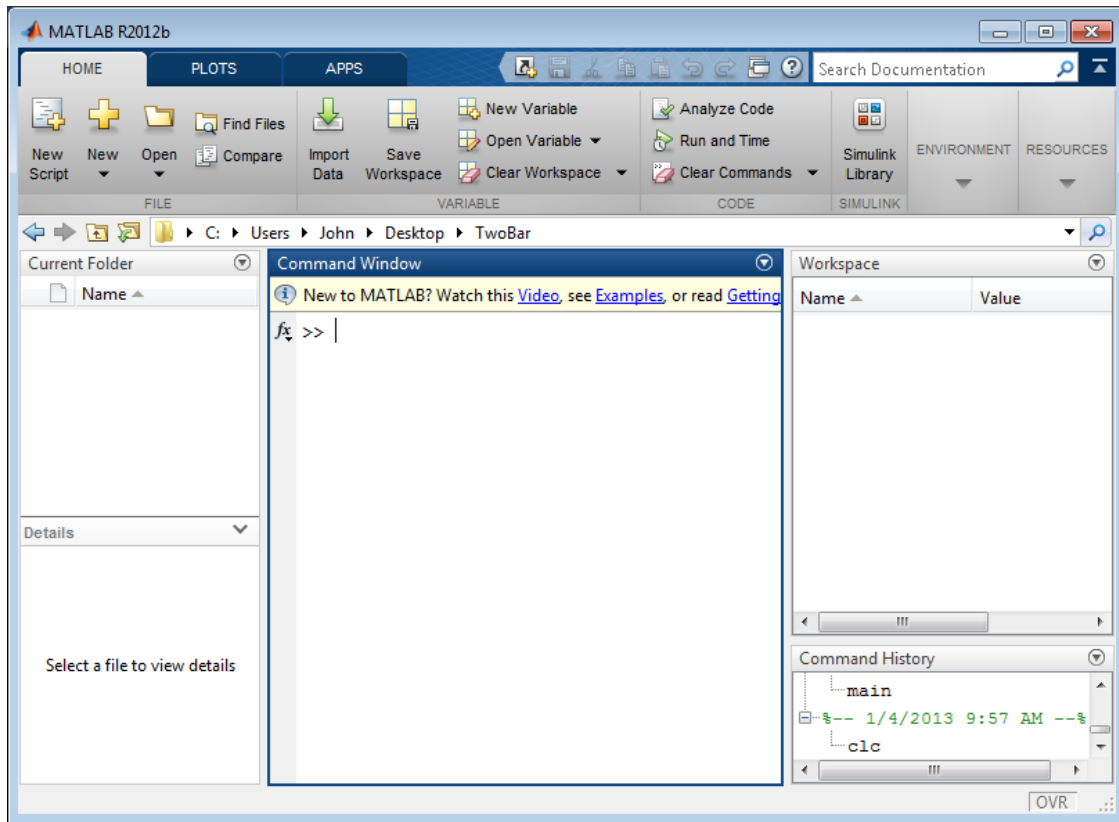 MATLAB R2012b
HOME PLOTS APPS Search Documentation
New Script New Open Find Files Compare Import Data Save Workspace New Variable Open Variable Clear Workspace Analyze Code Run and Time Clear Commands Simulink Library ENVIRONMENT RESOURCES
FILE VARIABLE CODE SIMULINK
C: Users John Desktop TwoBar
Current Folder
Name
Details
Select a file to view details
Command Window
New to MATLAB? Watch this Video, see Examples, or read Getting
fx >>
Workspace
Name Value
Command History
main
%-- 1/4/2013 9:57 AM --%
clc
OVR